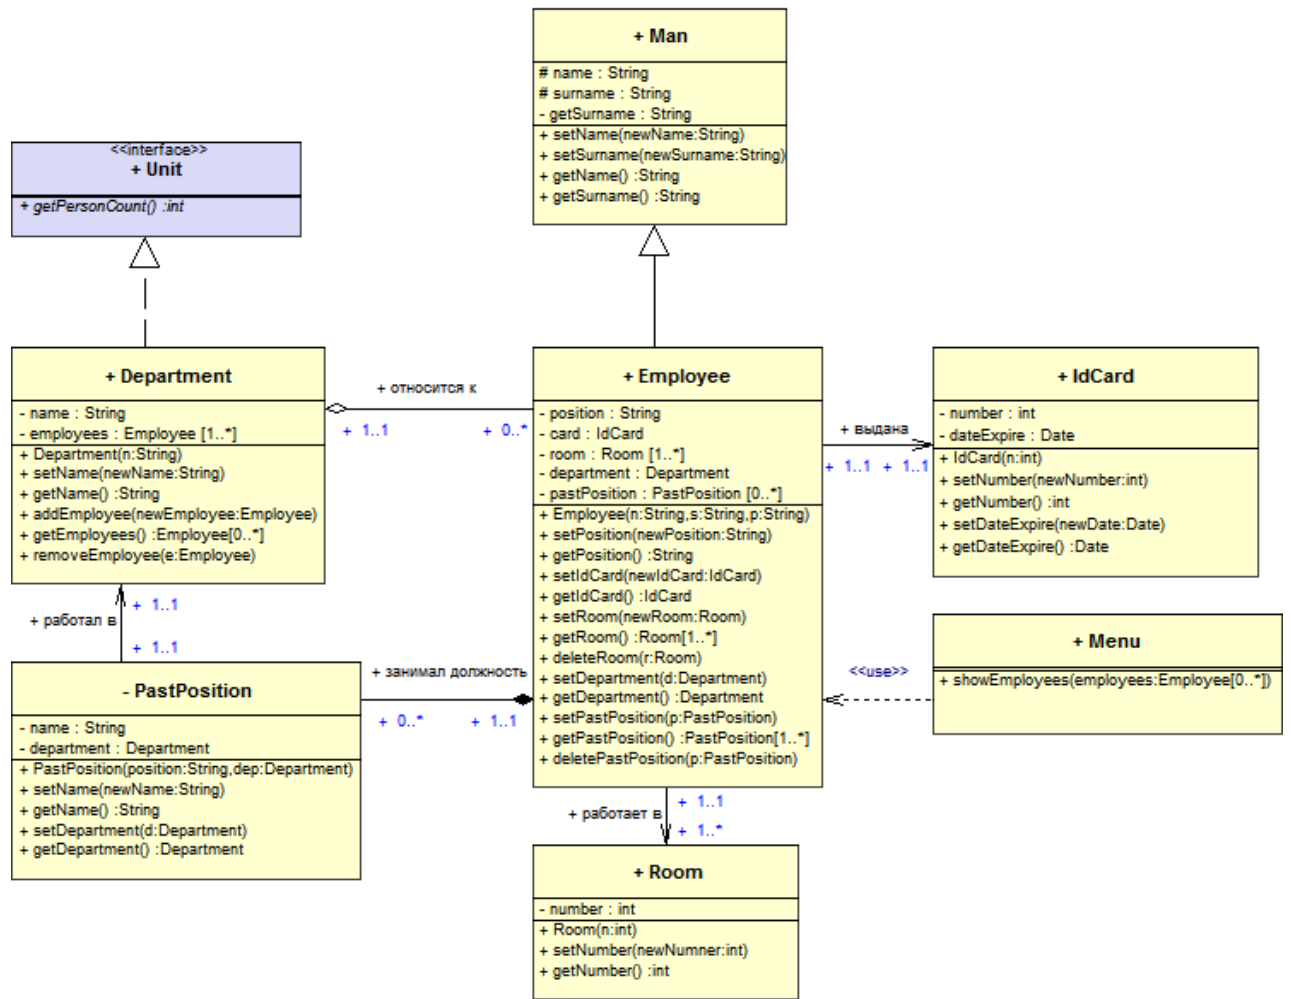 + Man
# name : String
# surname : String
- getSurname : String
+ setName(newName:String)
+ setSurname(newSurname:String)
+ getName() :String
+ getSurname() :String
<<interface>>
+ Unit
+ getPersonCount() :int
+ Department
- name : String
- employees : Employee [1..*]
+ Department(n:String)
+ setName(newName:String)
+ getName() :String
+ addEmployee(newEmployee:Employee)
+ getEmployees() :Employee[0..*]
+ removeEmployee(e:Employee)
+ относится к
+ 1..1
+ 0..*
+ Employee
- position : String
- card : IdCard
- room : Room [1..*]
- department : Department
- pastPosition : PastPosition [0..*]
+ Employee(n:String,s:String,p:String)
+ setPosition(newPosition:String)
+ getPosition() :String
+ setIdCard(newIdCard:IdCard)
+ getIdCard() :IdCard
+ setRoom(newRoom:Room)
+ getRoom() :Room[1..*]
+ deleteRoom(r:Room)
+ setDepartment(d:Department)
+ getDepartment() :Department
+ setPastPosition(p:PastPosition)
+ getPastPosition() :PastPosition[1..*]
+ deletePastPosition(p:PastPosition)
+ выдана
+ 1..1 + 1..1
+ IdCard
- number : int
- dateExpire : Date
+ IdCard(n:int)
+ setNumber(newNumber:int)
+ getNumber() :int
+ setDateExpire(newDate:Date)
+ getDateExpire() :Date
+ 1..1
+ работал в
+ 1..1
- PastPosition
- name : String
- department : Department
+ PastPosition(position:String,dep:Department)
+ setName(newName:String)
+ getName() :String
+ setDepartment(d:Department)
+ getDepartment() :Department
+ занимал должность
+ 0..*
+ 1..1
<<use>>
+ Menu
+ showEmployees(employees:Employee[0..*])
+ 1..1
+ работает в
+ 1..*
+ Room
- number : int
+ Room(n:int)
+ setNumber(newNumner:int)
+ getNumber() :int